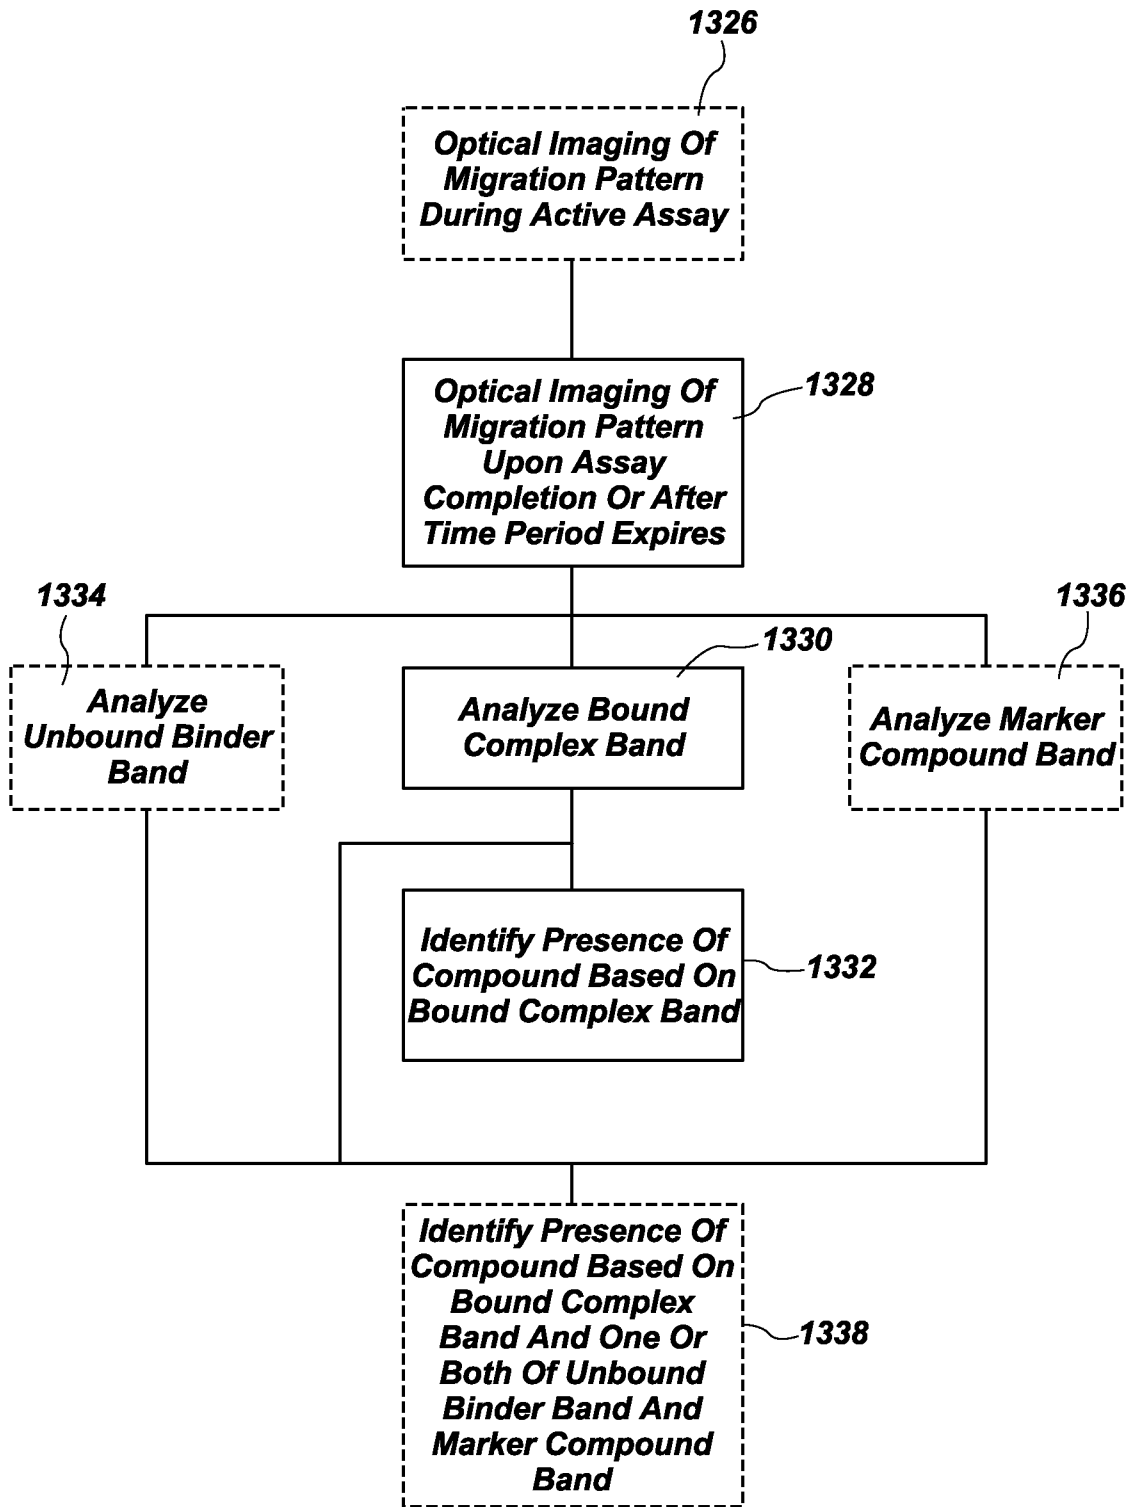 1326
Optical Imaging Of
Migration Pattern
During Active Assay
Optical Imaging Of
Migration Pattern
Upon Assay
Completion Or After
Time Period Expires
1328
1334
Analyze
Unbound Binder
Band
1330
Analyze Bound
Complex Band
1336
Analyze Marker
Compound Band
Identify Presence Of
Compound Based On
Bound Complex Band
1332
Identify Presence Of
Compound Based On
Bound Complex
Band And One Or
Both Of Unbound
Binder Band And
Marker Compound
Band
1338